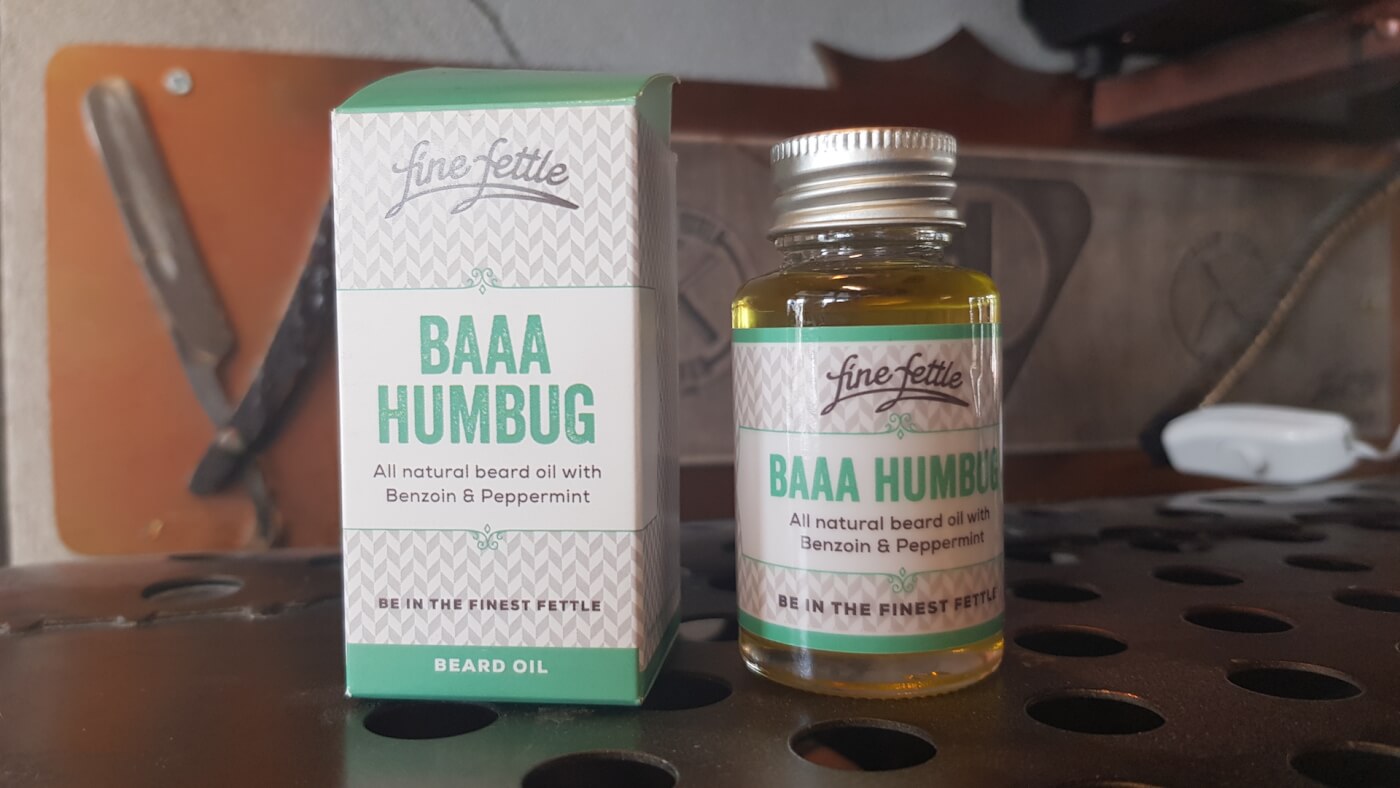 fine fettle
BAAA
HUMBUG
All natural beard oil with
Benzoin & Peppermint
BE IN THE FINEST FETTLE
BEARD OIL
fine fettle
BAAA HUMBUG
All natural beard oil with
Benzoin & Peppermint
BE IN THE FINEST FETTLE